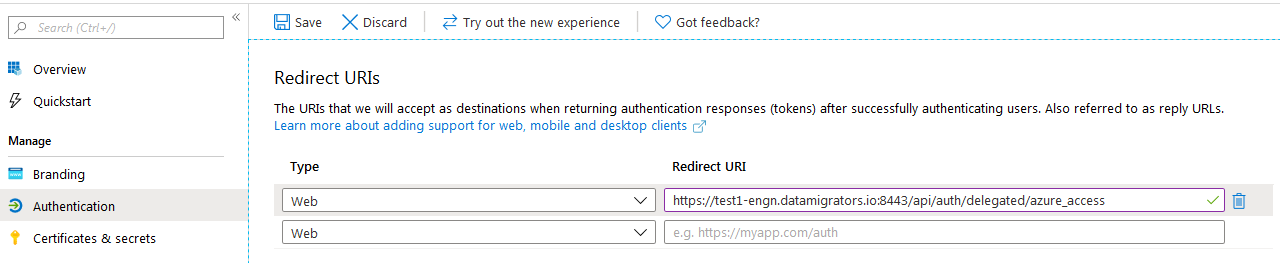 Search (Ctrl+/)
«
Save
Discard
Try out the new experience
Got feedback?
Overview
Quickstart
Manage
Branding
Authentication
Certificates & secrets
Redirect URIs
The URIs that we will accept as destinations when returning authentication responses (tokens) after successfully authenticating users. Also referred to as reply URLs.
Learn more about adding support for web, mobile and desktop clients
Type Redirect URI
Web https://test1-engn.datamigrators.io:8443/api/auth/delegated/azure_access
Web e.g. https://myapp.com/auth